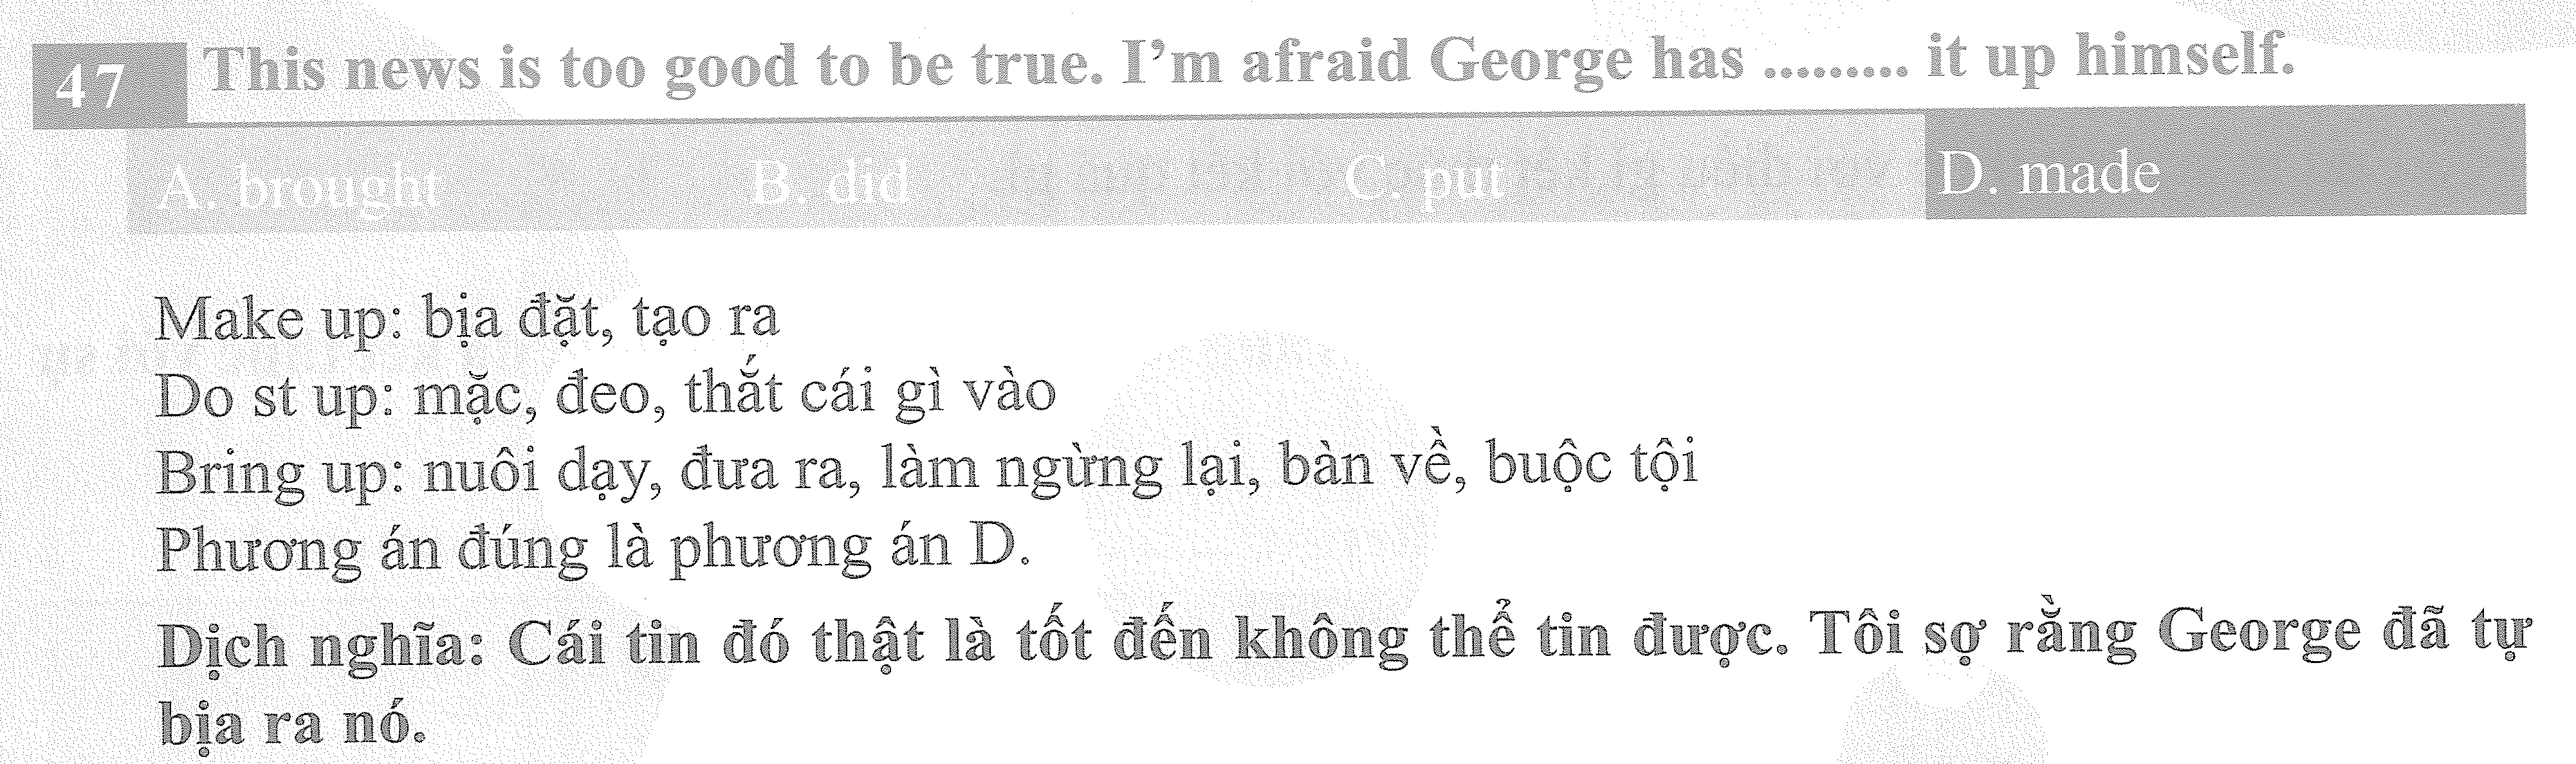 47 This news is too good to be true. I'm afraid George has ......... it up himself.
A. brought B. did C. put D. made
Make up: bịa đặt, tạo ra
Do st up: mặc, đeo, thắt cái gì vào
Bring up: nuôi dạy, đưa ra, làm ngừng lại, bàn về, buộc tội
Phương án đúng là phương án D.
Dịch nghĩa: Cái tin đó thật là tốt đến không thể tin được. Tôi sợ rằng George đã tự
bịa ra nó.